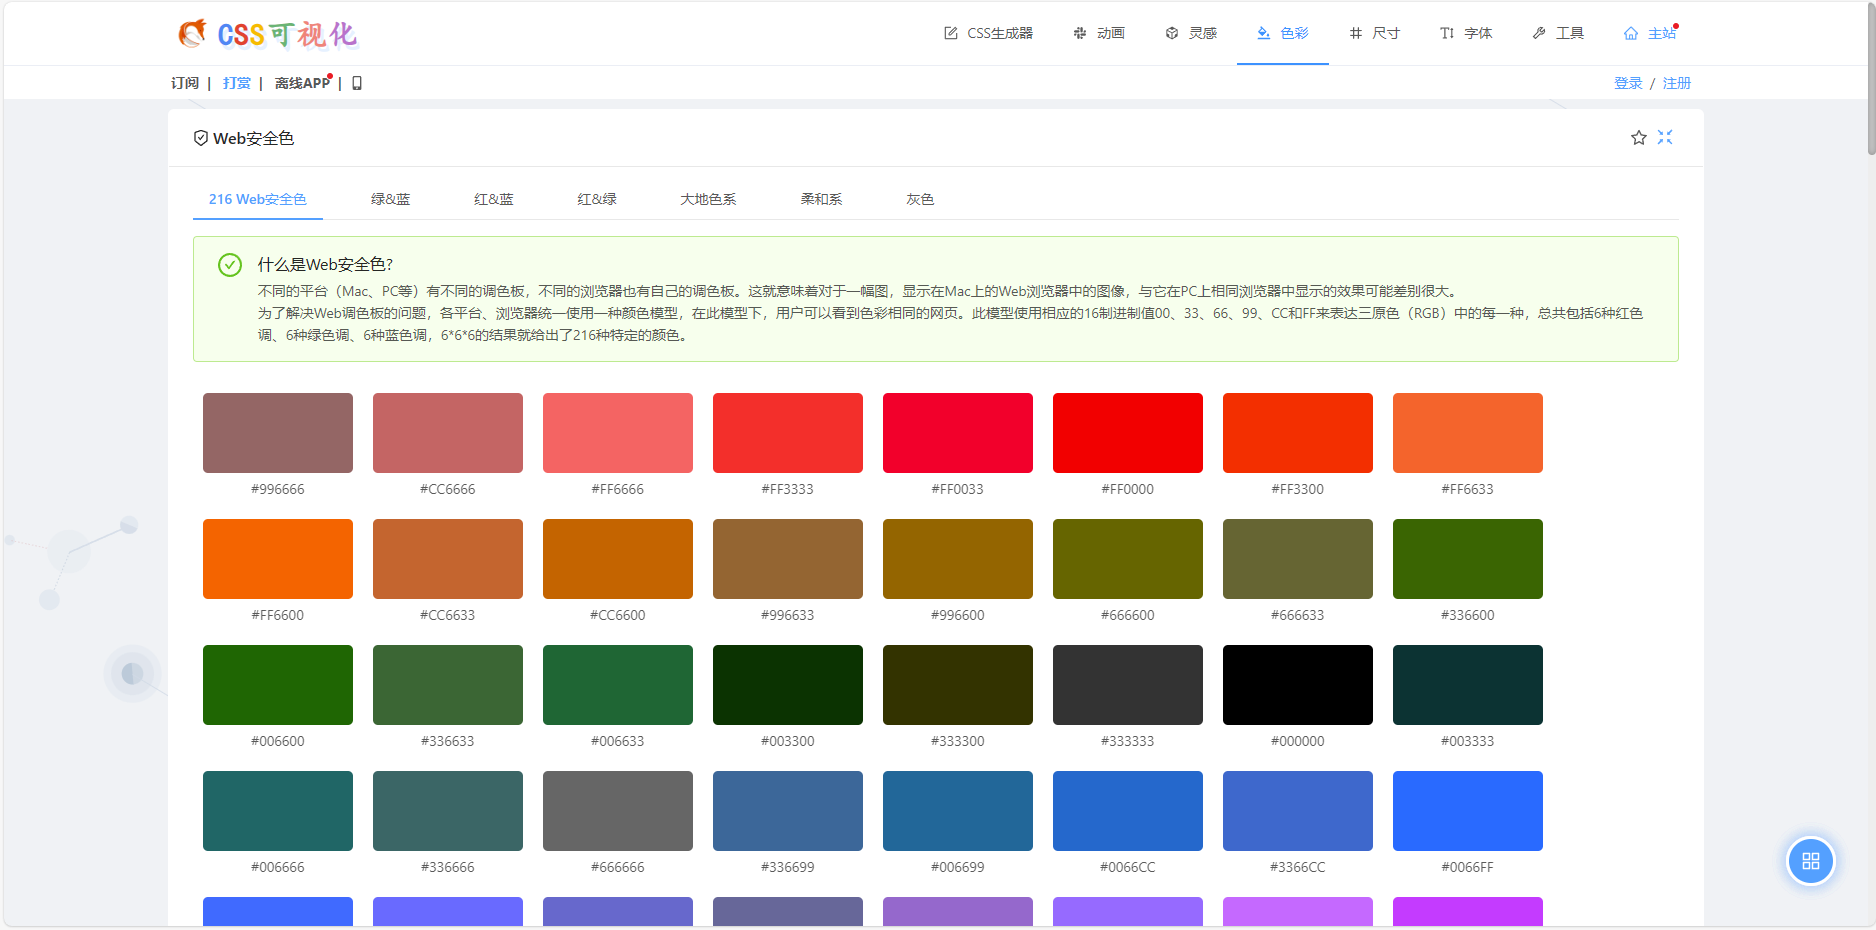 CSS可视化
CSS生成器 动画 灵感 色彩 尺寸 字体 工具 主站
订阅 | 打赏 | 离线APP |
登录 / 注册
Web安全色
216 Web安全色 绿&蓝 红&蓝 红&绿 大地色系 柔和系 灰色
什么是Web安全色?
不同的平台（Mac、PC等）有不同的调色板，不同的浏览器也有自己的调色板。这就意味着对于一幅图，显示在Mac上的Web浏览器中的图像，与它在PC上相同浏览器中显示的效果可能差别很大。
为了解决Web调色板的问题，各平台、浏览器统一使用一种颜色模型，在此模型下，用户可以看到色彩相同的网页。此模型使用相应的16制进制值00、33、66、99、CC和FF来表达三原色（RGB）中的每一种，总共包括6种红色
调、6种绿色调、6种蓝色调，6*6*6的结果就给出了216种特定的颜色。
#996666 #CC6666 #FF6666 #FF3333 #FF0033 #FF0000 #FF3300 #FF6633
#FF6600 #CC6633 #CC6600 #996633 #996600 #666600 #666633 #336600
#006600 #336633 #006633 #003300 #333300 #333333 #000000 #003333
#006666 #336666 #666666 #336699 #006699 #0066CC #3366CC #0066FF